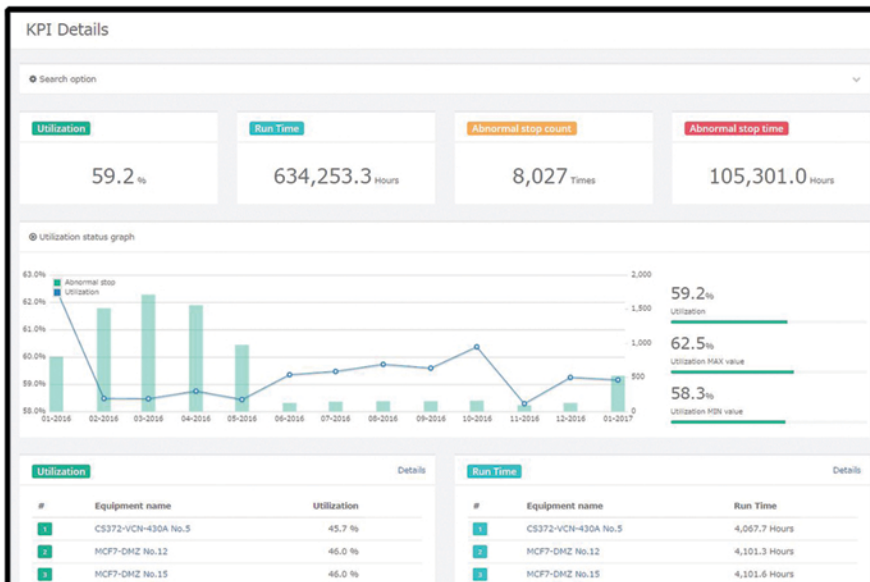 KPI Details
Search option
Utilization
59.2 %
Run Time
634,253.3 Hours
Abnormal stop count
8,027 Times
Abnormal stop time
105,301.0 Hours
Utilization status graph
63.0%
62.0%
61.0%
60.0%
59.0%
58.0%
Abnormal stop
Utilization
2,000
1,500
1,000
500
0
01-2016 02-2016 03-2016 04-2016 05-2016 06-2016 07-2016 08-2016 09-2016 10-2016 11-2016 12-2016 01-2017
59.2%
Utilization
62.5%
Utilization MAX value
58.3%
Utilization MIN value
Utilization Details
# Equipment name Utilization
1 CS372-VCN-430A No.5 45.7 %
2 MCF7-DMZ No.12 46.0 %
3 MCF7-DMZ No.15 46.0 %
Run Time Details
# Equipment name Run Time
1 CS372-VCN-430A No.5 4,067.7 Hours
2 MCF7-DMZ No.12 4,101.3 Hours
3 MCF7-DMZ No.15 4,101.6 Hours